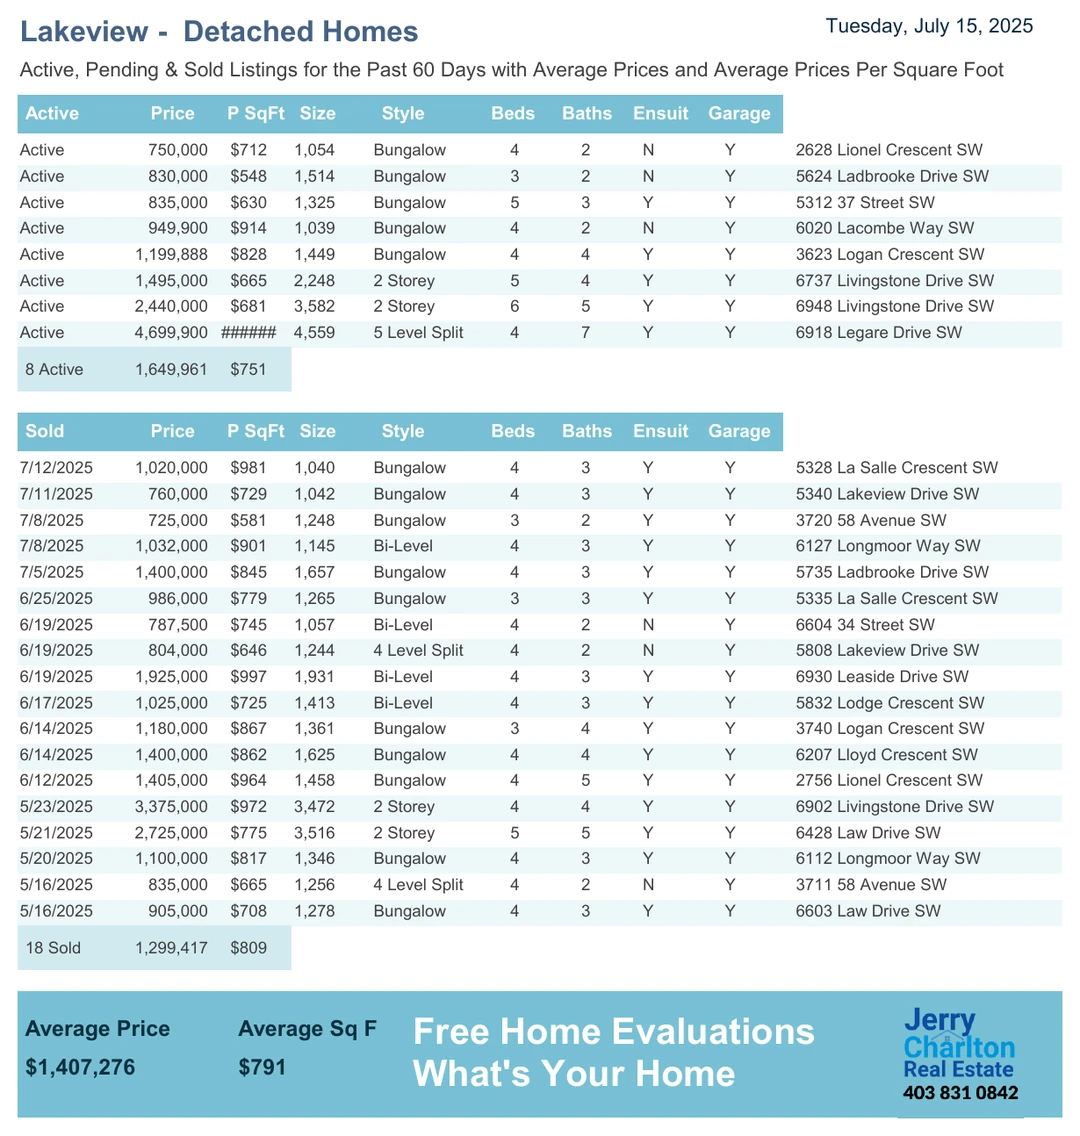 Lakeview - Detached Homes
Tuesday, July 15, 2025
Active, Pending & Sold Listings for the Past 60 Days with Average Prices and Average Prices Per Square Foot
Active Price P SqFt Size Style Beds Baths Ensuit Garage
Active 750,000 $712 1,054 Bungalow 4 2 N Y 2628 Lionel Crescent SW
Active 830,000 $548 1,514 Bungalow 3 2 N Y 5624 Ladbrooke Drive SW
Active 835,000 $630 1,325 Bungalow 5 3 Y Y 5312 37 Street SW
Active 949,900 $914 1,039 Bungalow 4 2 N Y 6020 Lacombe Way SW
Active 1,199,888 $828 1,449 Bungalow 4 4 Y Y 3623 Logan Crescent SW
Active 1,495,000 $665 2,248 2 Storey 5 4 Y Y 6737 Livingstone Drive SW
Active 2,440,000 $681 3,582 2 Storey 6 5 Y Y 6948 Livingstone Drive SW
Active 4,699,900 ###### 4,559 5 Level Split 4 7 Y Y 6918 Legare Drive SW
8 Active 1,649,961 $751
Sold Price P SqFt Size Style Beds Baths Ensuit Garage
7/12/2025 1,020,000 $981 1,040 Bungalow 4 3 Y Y 5328 La Salle Crescent SW
7/11/2025 760,000 $729 1,042 Bungalow 4 3 Y Y 5340 Lakeview Drive SW
7/8/2025 725,000 $581 1,248 Bungalow 3 2 Y Y 3720 58 Avenue SW
7/8/2025 1,032,000 $901 1,145 Bi-Level 4 3 Y Y 6127 Longmoor Way SW
7/5/2025 1,400,000 $845 1,657 Bungalow 4 3 Y Y 5735 Ladbrooke Drive SW
6/25/2025 986,000 $779 1,265 Bungalow 3 3 Y Y 5335 La Salle Crescent SW
6/19/2025 787,500 $745 1,057 Bi-Level 4 2 N Y 6604 34 Street SW
6/19/2025 804,000 $646 1,244 4 Level Split 4 2 N Y 5808 Lakeview Drive SW
6/19/2025 1,925,000 $997 1,931 Bi-Level 4 3 Y Y 6930 Leaside Drive SW
6/17/2025 1,025,000 $725 1,413 Bi-Level 4 3 Y Y 5832 Lodge Crescent SW
6/14/2025 1,180,000 $867 1,361 Bungalow 3 4 Y Y 3740 Logan Crescent SW
6/14/2025 1,400,000 $862 1,625 Bungalow 4 4 Y Y 6207 Lloyd Crescent SW
6/12/2025 1,405,000 $964 1,458 Bungalow 4 5 Y Y 2756 Lionel Crescent SW
5/23/2025 3,375,000 $972 3,472 2 Storey 4 4 Y Y 6902 Livingstone Drive SW
5/21/2025 2,725,000 $775 3,516 2 Storey 5 5 Y Y 6428 Law Drive SW
5/20/2025 1,100,000 $817 1,346 Bungalow 4 3 Y Y 6112 Longmoor Way SW
5/16/2025 835,000 $665 1,256 4 Level Split 4 2 N Y 3711 58 Avenue SW
5/16/2025 905,000 $708 1,278 Bungalow 4 3 Y Y 6603 Law Drive SW
18 Sold 1,299,417 $809
Average Price Average Sq F
$1,407,276 $791
Free Home Evaluations
What's Your Home
Jerry
Charlton
Real Estate
403 831 0842